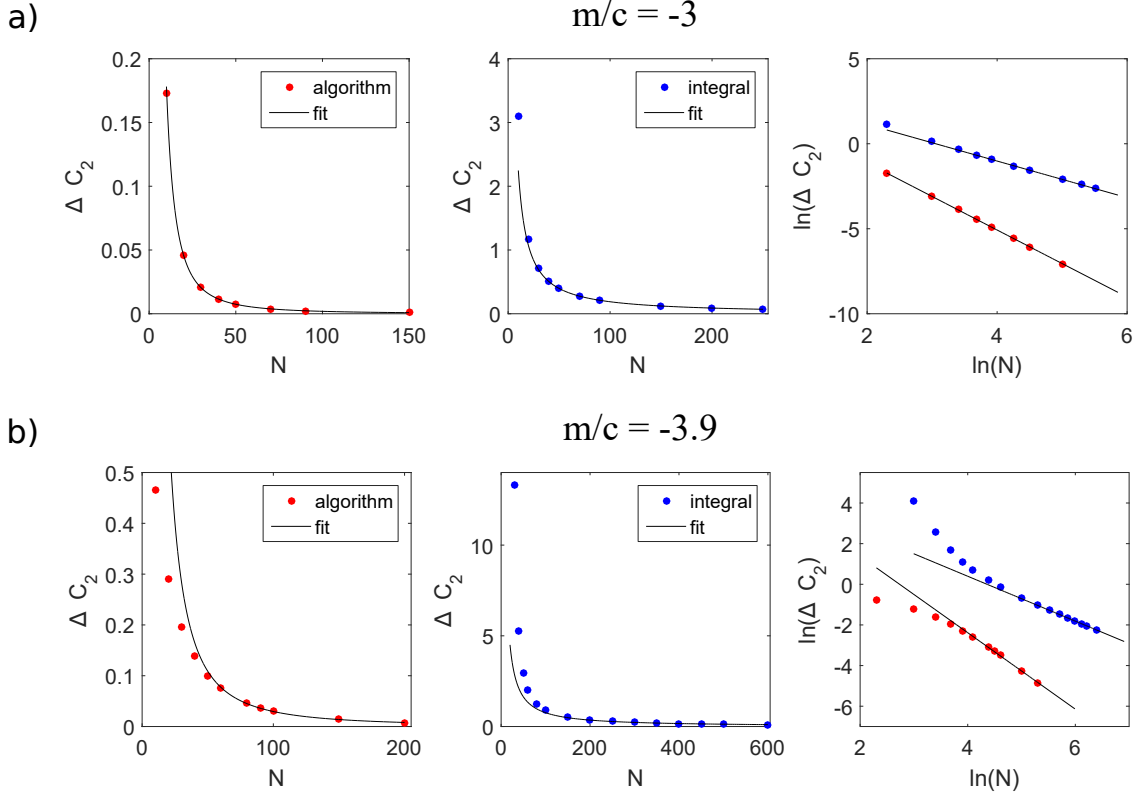 a)
m/c = -3
0.2
0.15
0.1
0.05
0
Δ C2
0
50
100
150
N
algorithm
fit
4
3
2
1
0
Δ C2
0
100
200
N
integral
fit
5
0
-5
-10
ln(Δ C2)
2
4
6
ln(N)
b)
m/c = -3.9
0.5
0.4
0.3
0.2
0.1
0
Δ C2
0
100
200
N
algorithm
fit
10
5
0
Δ C2
0
200
400
600
N
integral
fit
4
2
0
-2
-4
-6
ln(Δ C2)
2
4
6
ln(N)